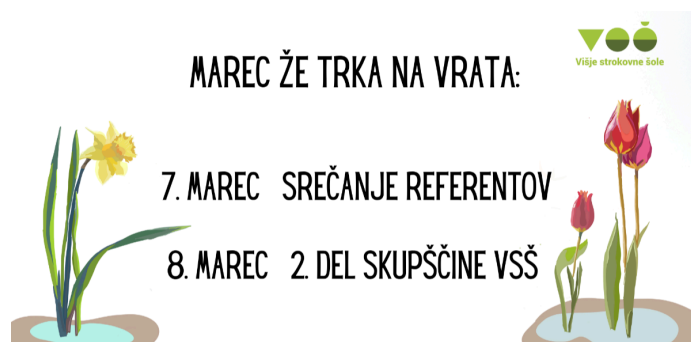 VSŠ
Višje strokovne šole
MAREC ŽE TRKA NA VRATA:
7. MAREC SREČANJE REFERENTOV
8. MAREC 2. DEL SKUPŠČINE VSŠ